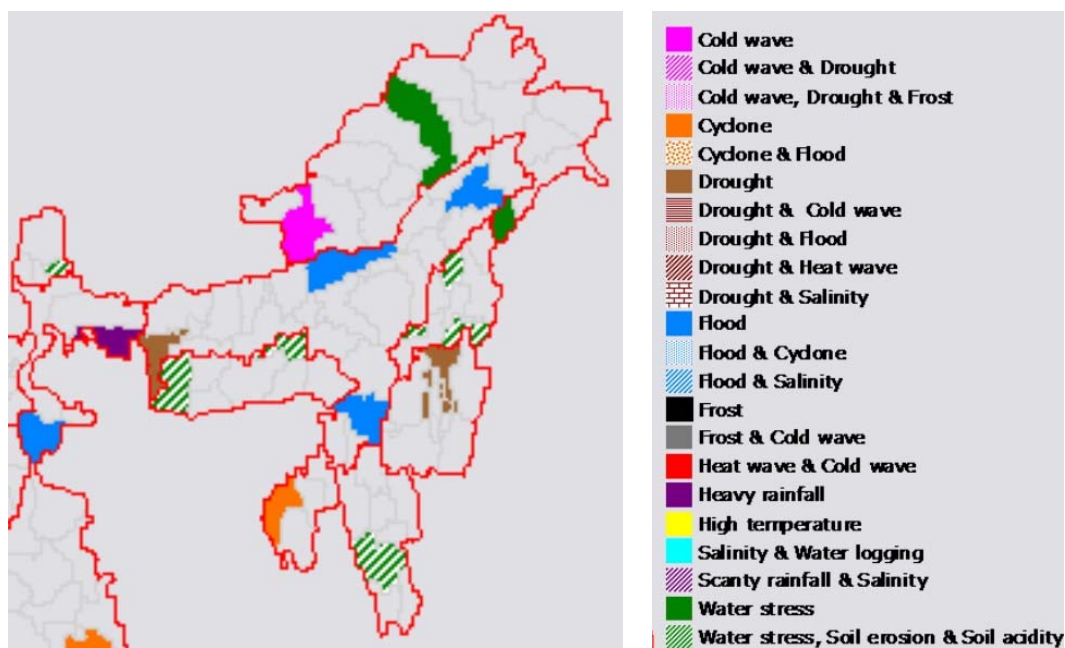 Cold wave
Cold wave & Drought
Cold wave, Drought & Frost
Cyclone
Cyclone & Flood
Drought
Drought & Cold wave
Drought & Flood
Drought & Heat wave
Drought & Salinity
Flood
Flood & Cyclone
Flood & Salinity
Frost
Frost & Cold wave
Heat wave & Cold wave
Heavy rainfall
High temperature
Salinity & Water logging
Scanty rainfall & Salinity
Water stress
Water stress, Soil erosion & Soil acidity